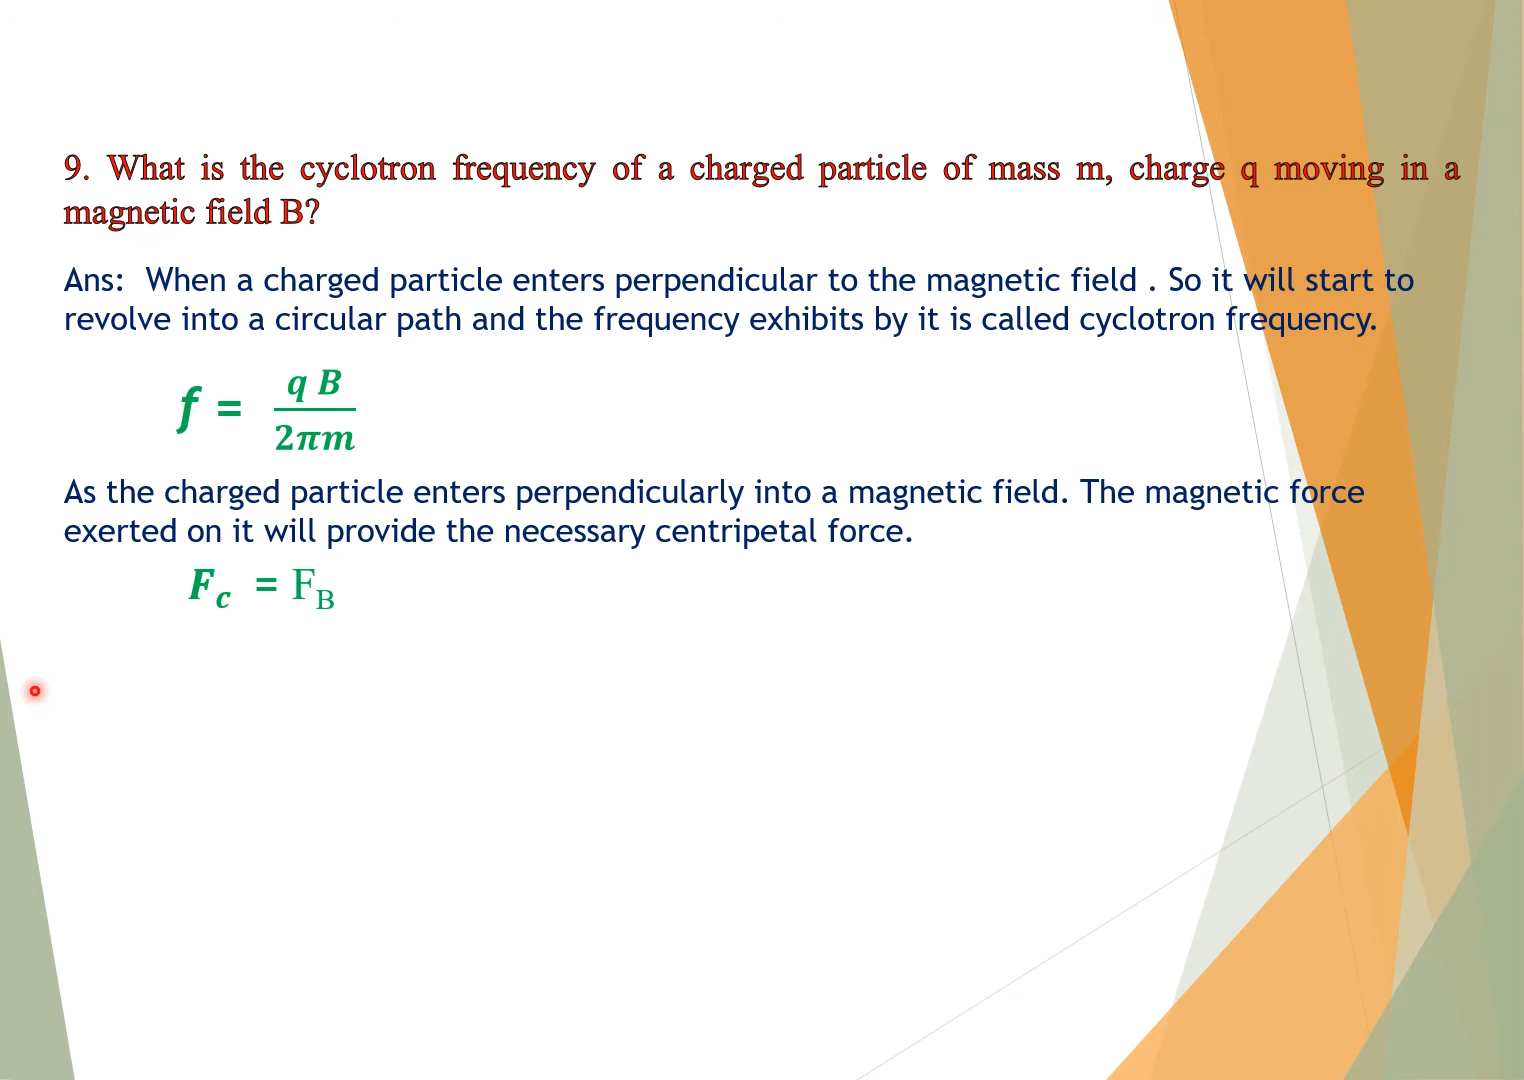 9. What is the cyclotron frequency of a charged particle of mass m, charge q moving in a
magnetic field B?
Ans: When a charged particle enters perpendicular to the magnetic field . So it will start to
revolve into a circular path and the frequency exhibits by it is called cyclotron frequency.
f = q B / 2πm
As the charged particle enters perpendicularly into a magnetic field. The magnetic force
exerted on it will provide the necessary centripetal force.
F_c = F_B